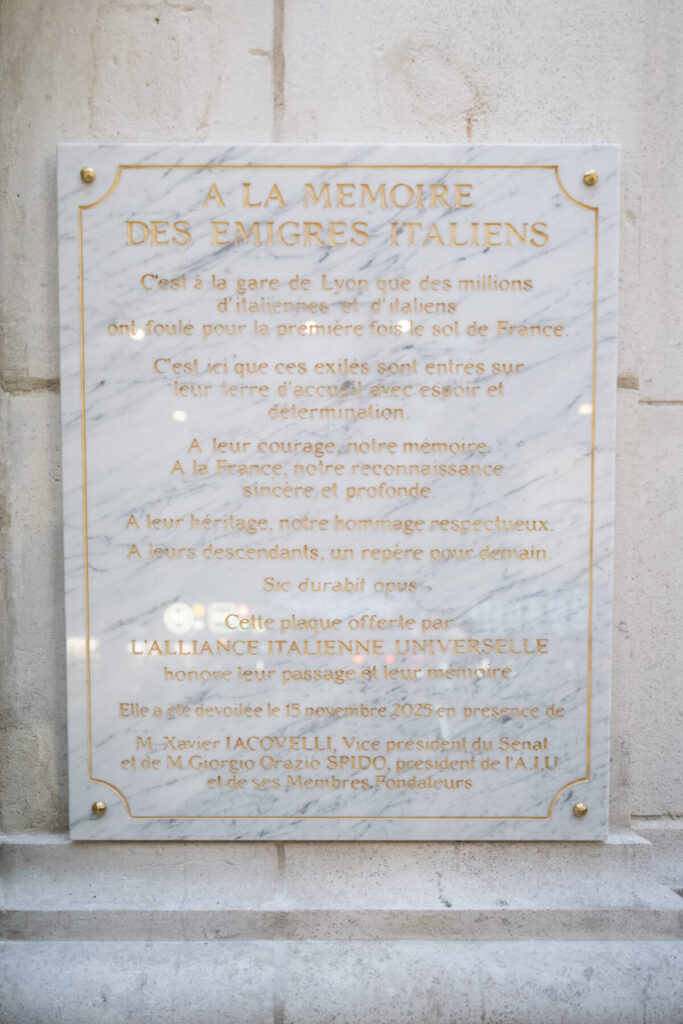 A LA MEMOIRE
DES EMIGRES ITALIENS
C'est à la gare de Lyon que des millions
d'italiennes et d'italiens
ont foulé pour la première fois le sol de France.
C'est ici que ces exilés sont entres sur
leur terre d'accueil avec espoir et
détermination.
A leur courage, notre mémoire.
A la France, notre reconnaissance
sincère et profonde.
A leur héritage, notre hommage respectueux.
A leurs descendants, un repère pour demain.
Sic durabit opus
Cette plaque offerte par
L'ALLIANCE ITALIENNE UNIVERSELLE
honore leur passage et leur mémoire.
Elle a été devoilée le 15 novembre 2025 en presence de
M. Xavier IACOVELLI, Vice president du Senat
et de M.Giorgio Orazio SPIDO, president de l'A.I.U
et de ses Membres Fondateurs